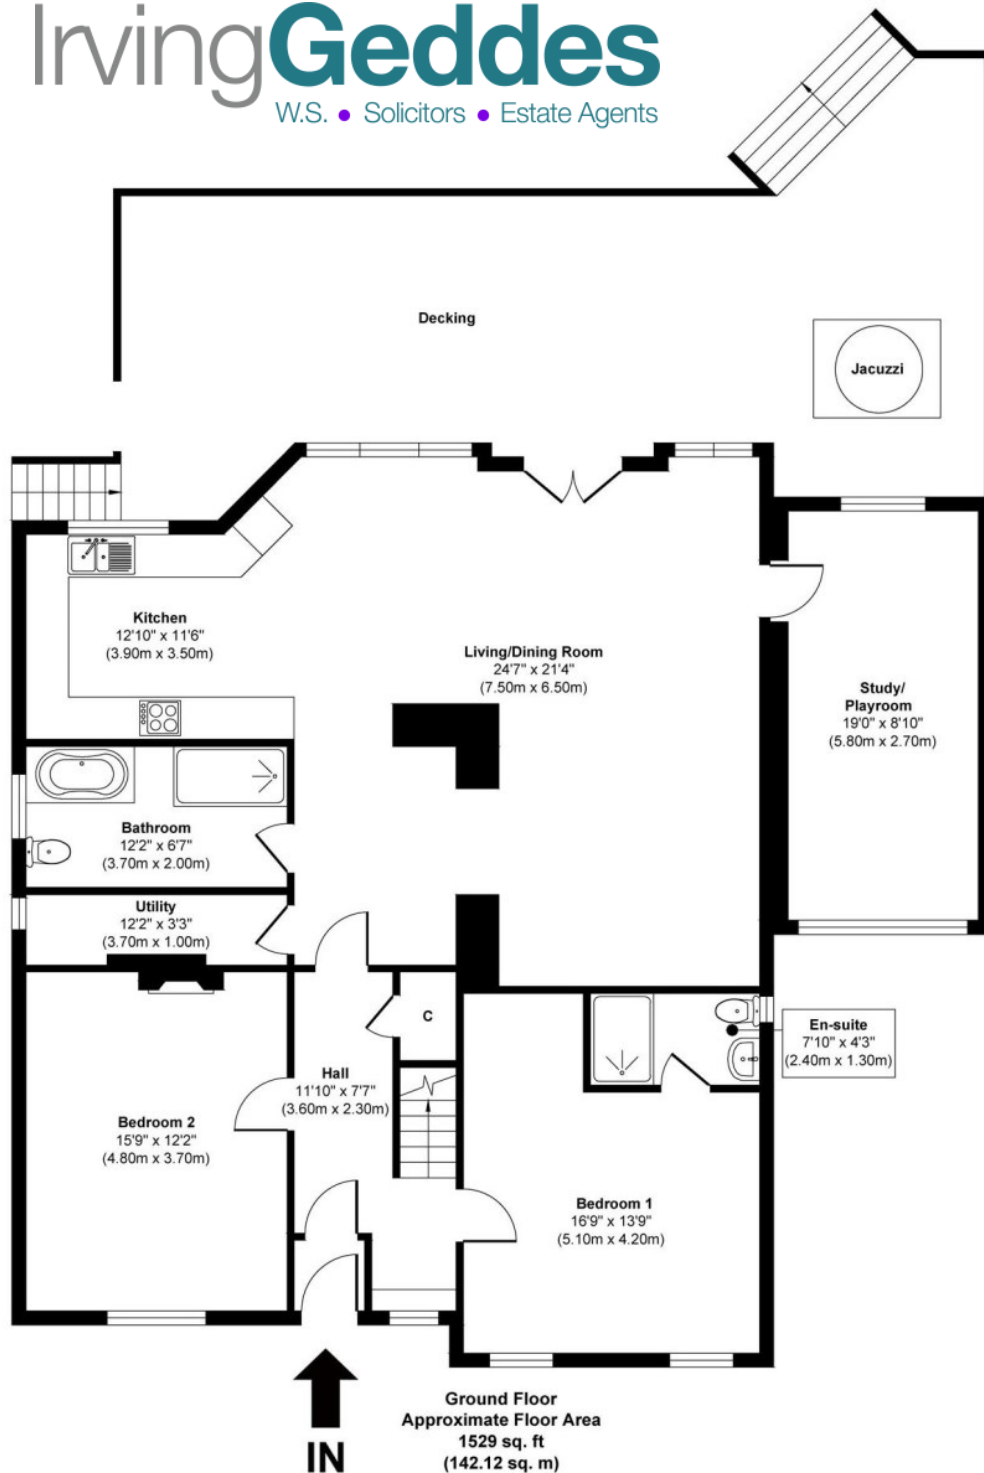 IrvingGeddes
W.S. • Solicitors • Estate Agents
Decking
Jacuzzi
Kitchen
12'10" x 11'6"
(3.90m x 3.50m)
Living/Dining Room
24'7" x 21'4"
(7.50m x 6.50m)
Study/
Playroom
19'0" x 8'10"
(5.80m x 2.70m)
Bathroom
12'2" x 6'7"
(3.70m x 2.00m)
Utility
12'2" x 3'3"
(3.70m x 1.00m)
C
En-suite
7'10" x 4'3"
(2.40m x 1.30m)
Hall
11'10" x 7'7"
(3.60m x 2.30m)
Bedroom 2
15'9" x 12'2"
(4.80m x 3.70m)
Bedroom 1
16'9" x 13'9"
(5.10m x 4.20m)
IN
Ground Floor
Approximate Floor Area
1529 sq. ft
(142.12 sq. m)